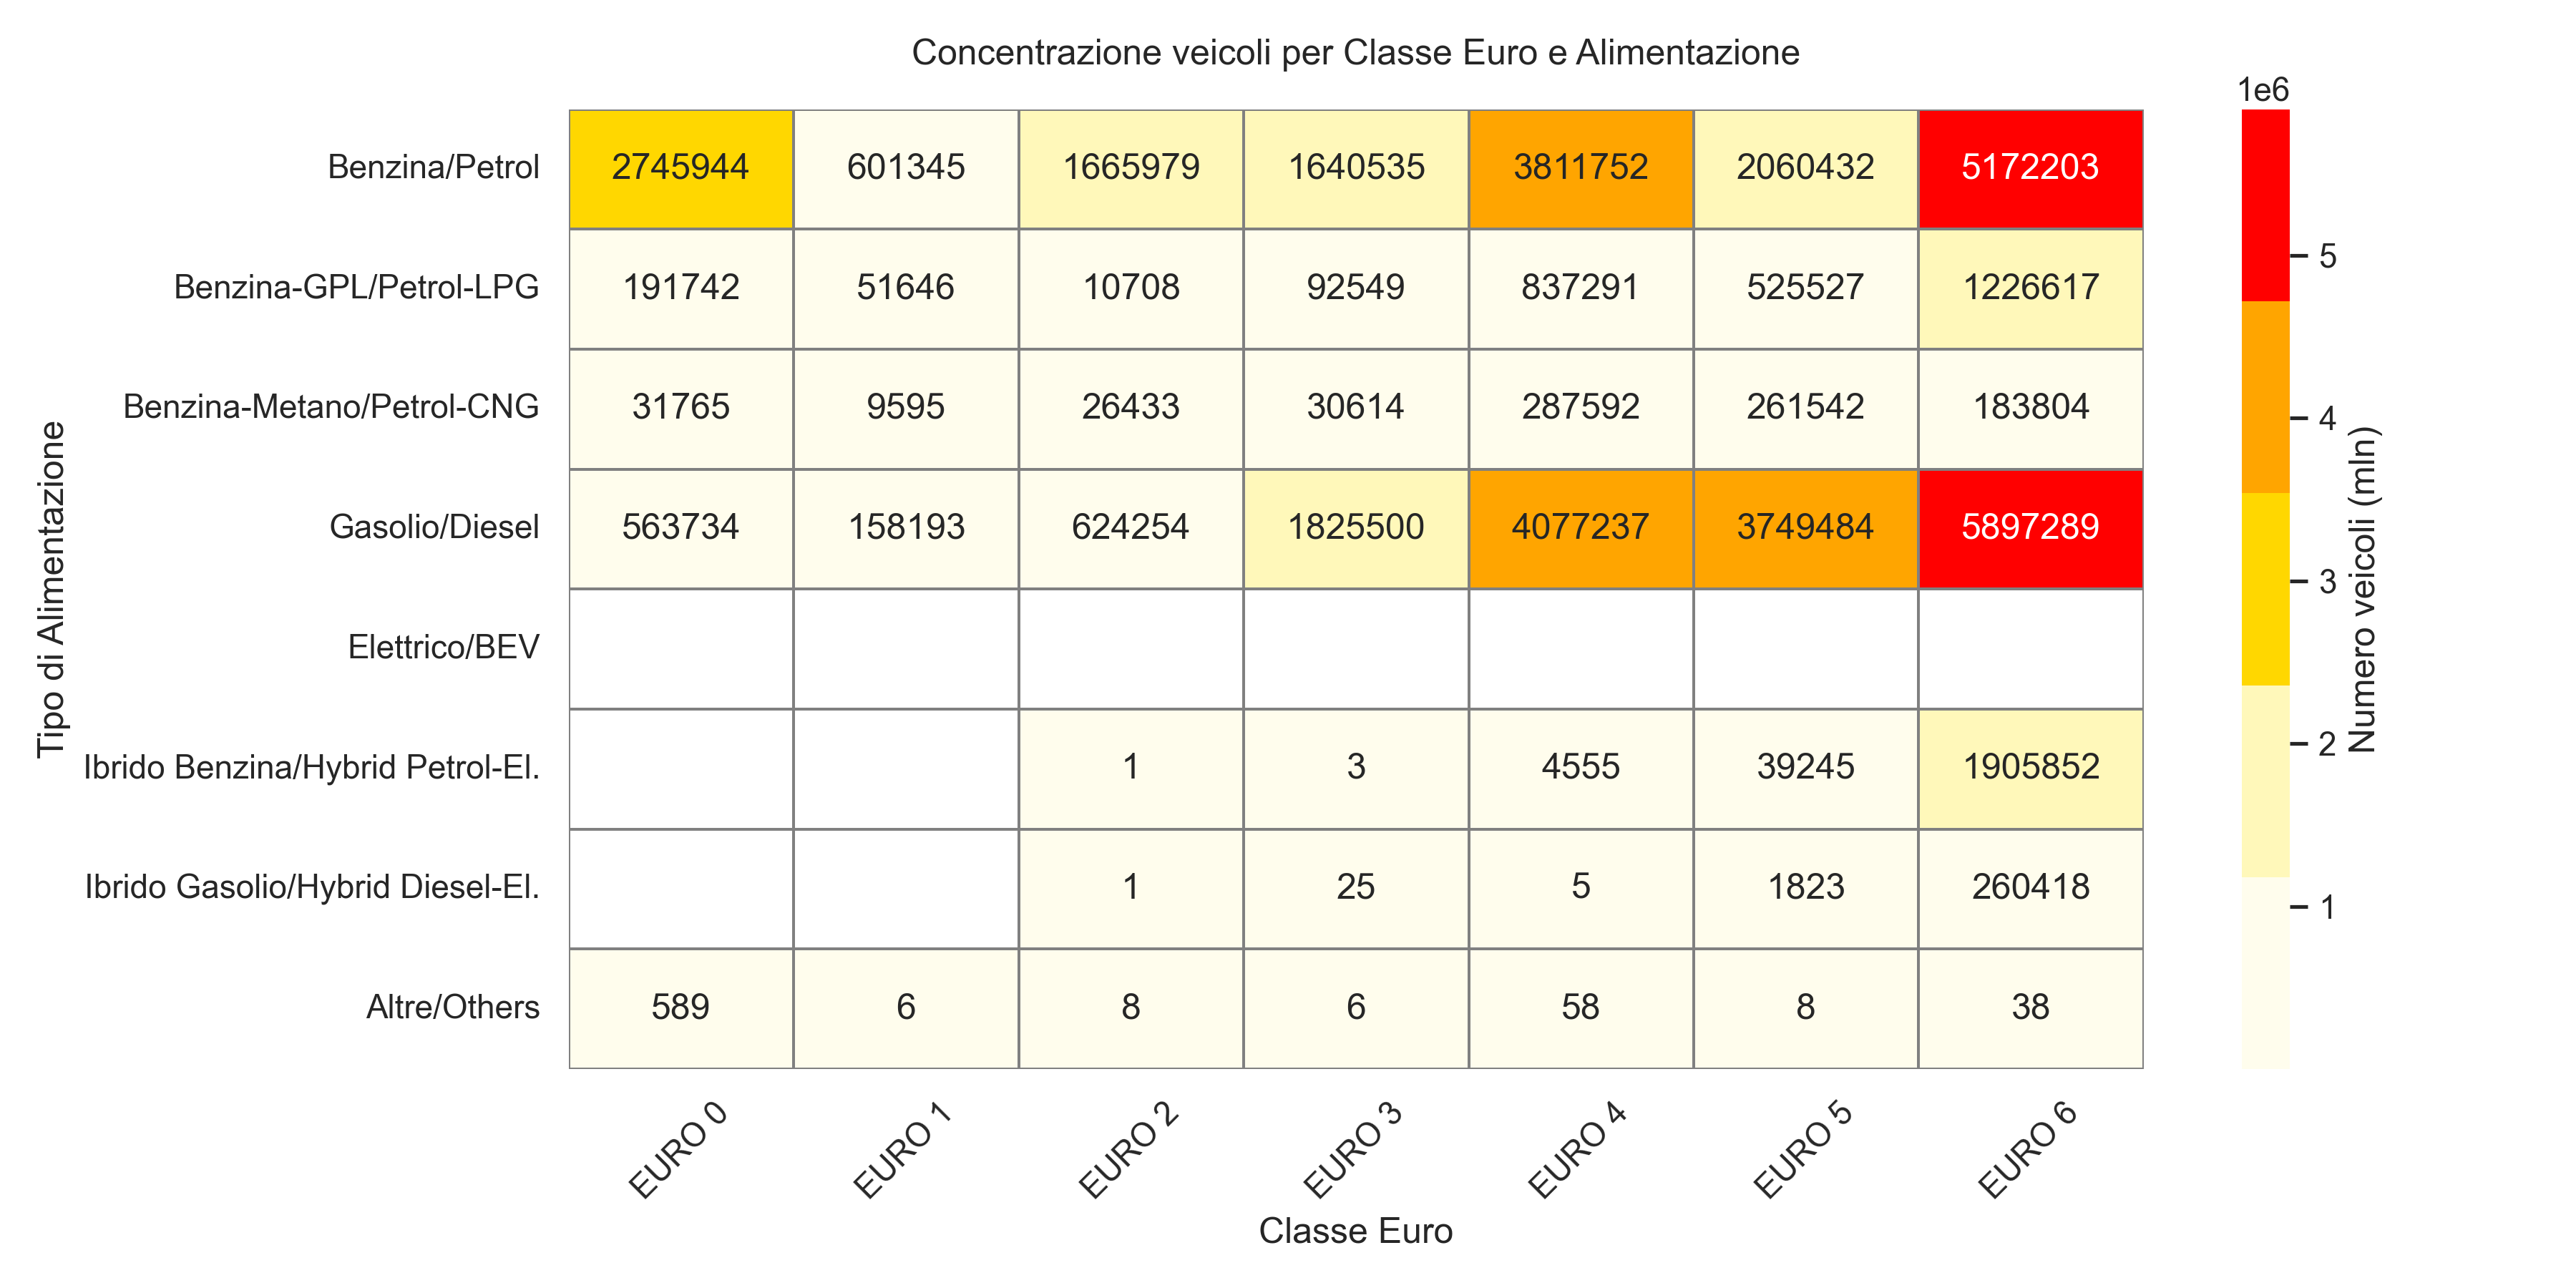 Concentrazione veicoli per Classe Euro e Alimentazione
1e6
Benzina/Petrol 2745944 601345 1665979 1640535 3811752 2060432 5172203
Benzina-GPL/Petrol-LPG 191742 51646 10708 92549 837291 525527 1226617
Benzina-Metano/Petrol-CNG 31765 9595 26433 30614 287592 261542 183804
Gasolio/Diesel 563734 158193 624254 1825500 4077237 3749484 5897289
Elettrico/BEV
Ibrido Benzina/Hybrid Petrol-El. 1 3 4555 39245 1905852
Ibrido Gasolio/Hybrid Diesel-El. 1 25 5 1823 260418
Altre/Others 589 6 8 6 58 8 38
EURO 0 EURO 1 EURO 2 EURO 3 EURO 4 EURO 5 EURO 6
Classe Euro
Tipo di Alimentazione
5
4
3
2
1
Numero veicoli (mln)